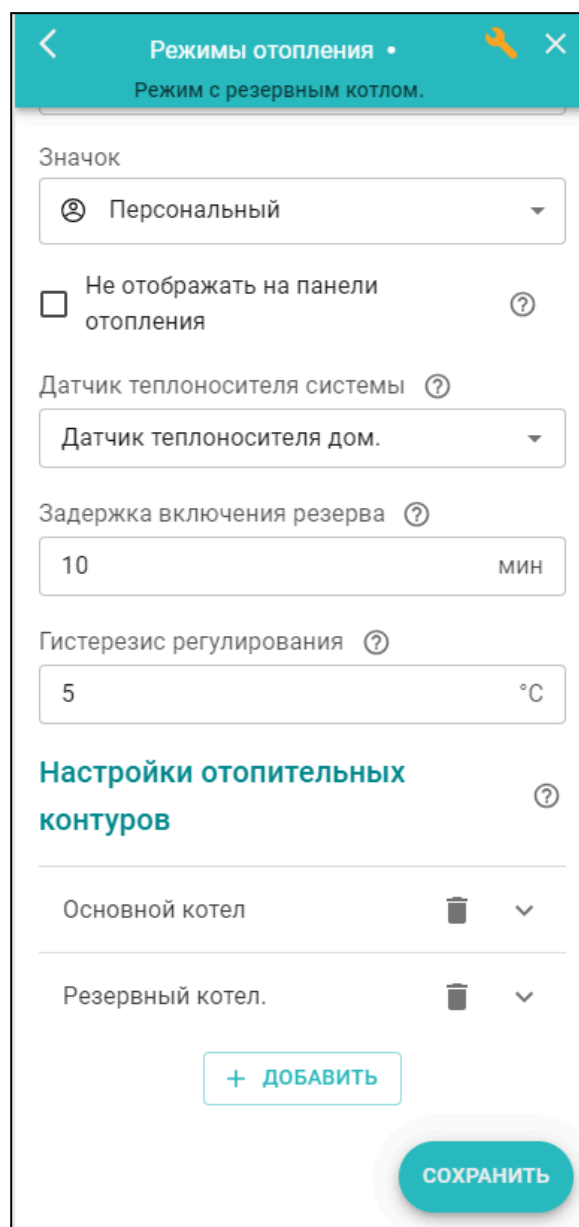 Режимы отопления •
Режим с резервным котлом.
Значок
Персональный
Не отображать на панели
отопления
Датчик теплоносителя системы
Датчик теплоносителя дом.
Задержка включения резерва
10 мин
Гистерезис регулирования
5 °C
Настройки отопительных
контуров
Основной котел
Резервный котел.
+ ДОБАВИТЬ
СОХРАНИТЬ